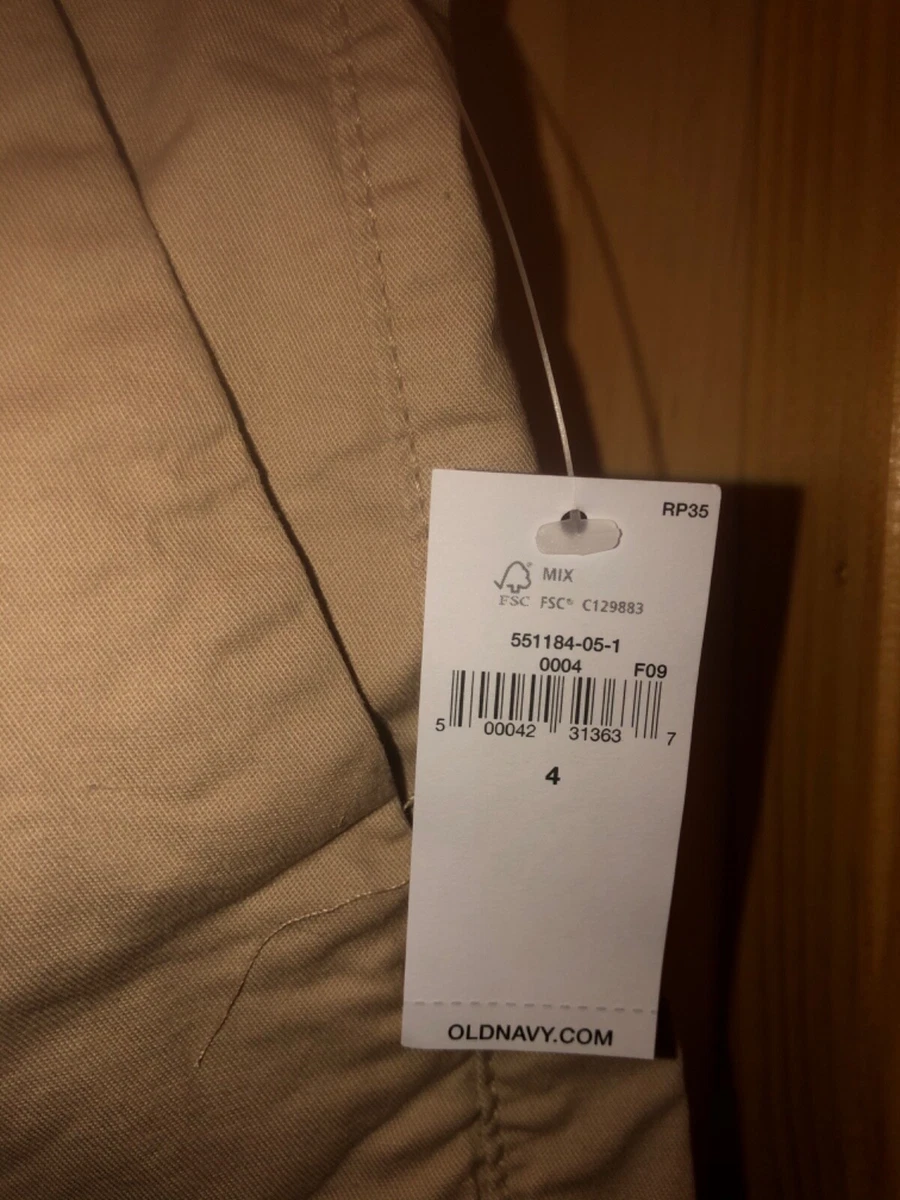 RP35
MIX
FSC FSC® C129883
551184-05-1
0004 F09
5 00042 31363 7
4
OLDNAVY.COM